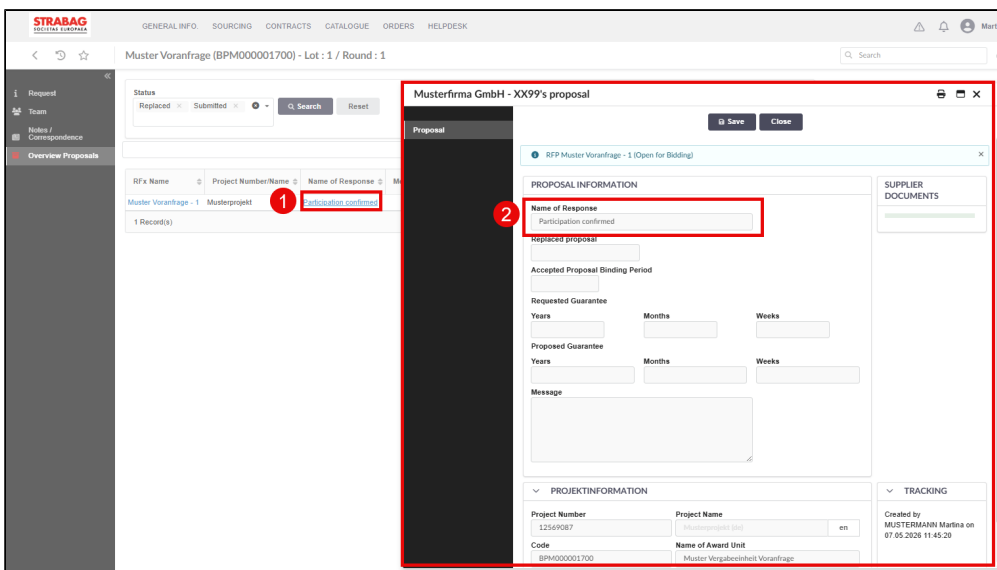 STRABAG
SOCIETAS EUROPAEA
GENERAL INFO. SOURCING CONTRACTS CATALOGUE ORDERS HELPDESK
Mart
Muster Voranfrage (BPM000001700) - Lot : 1 / Round : 1
Search
Request
Team
Notes /
Correspondence
Overview Proposals
Status
Replaced × Submitted ×
Search Reset
RFx Name Project Number/Name Name of Response
Muster Voranfrage - 1 Musterprojekt Participation confirmed
1 Record(s)
1
Musterfirma GmbH - XX99's proposal
Proposal
Save Close
RFP Muster Voranfrage - 1 (Open for Bidding)
PROPOSAL INFORMATION
2
Name of Response
Participation confirmed
Replaced proposal
Accepted Proposal Binding Period
Requested Guarantee
Years Months Weeks
Proposed Guarantee
Years Months Weeks
Message
SUPPLIER
DOCUMENTS
PROJEKTINFORMATION
Project Number Project Name
12569087 Musterprojekt (de) en
Code Name of Award Unit
BPM000001700 Muster Vergabeeinheit Voranfrage
TRACKING
Created by
MUSTERMANN Martina on
07.05.2026 11:45:20